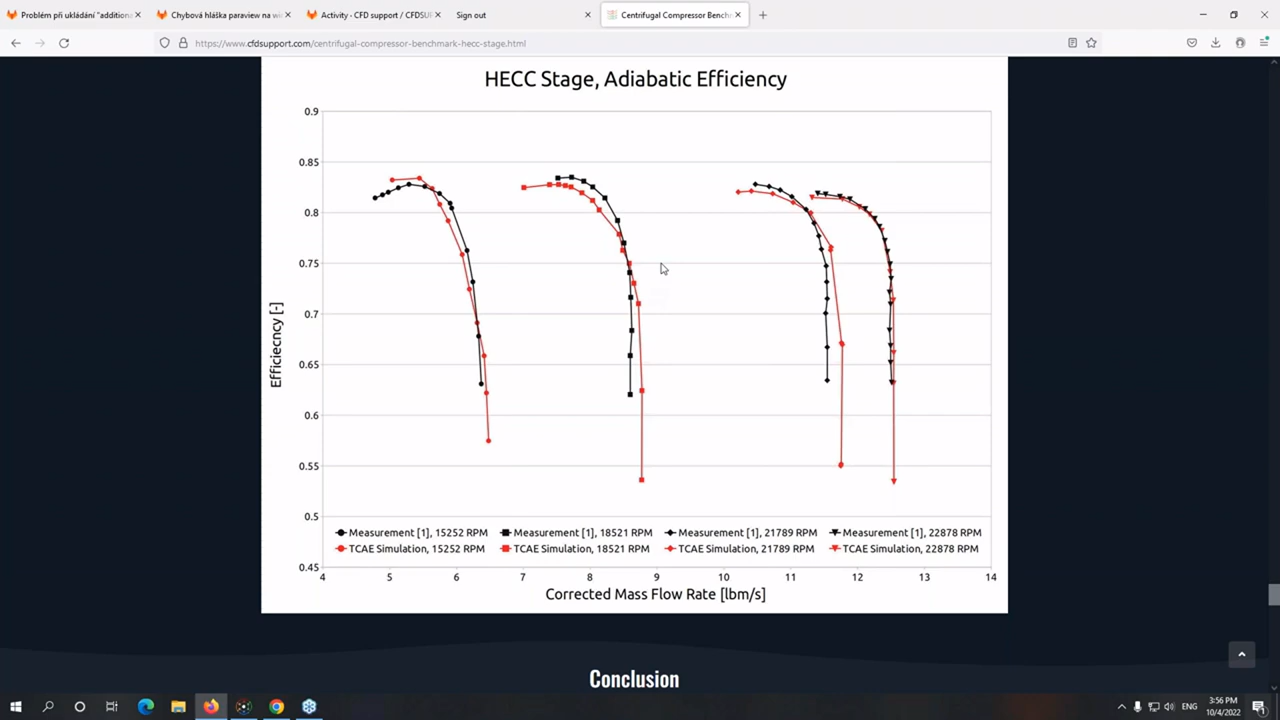 Problém při ukládání "addition
Chybová hláška paraview na wi
Activity · CFD support / CFDSUP
Sign out
Centrifugal Compressor Bench
https://www.cfdsupport.com/centrifugal-compressor-benchmark-hecc-stage.html
HECC Stage, Adiabatic Efficiency
0.9
0.85
0.8
0.75
0.7
0.65
0.6
0.55
0.5
0.45
Efficiecncy [-]
Measurement [1], 15252 RPM
Measurement [1], 18521 RPM
Measurement [1], 21789 RPM
Measurement [1], 22878 RPM
TCAE Simulation, 15252 RPM
TCAE Simulation, 18521 RPM
TCAE Simulation, 21789 RPM
TCAE Simulation, 22878 RPM
4 5 6 7 8 9 10 11 12 13 14
Corrected Mass Flow Rate [lbm/s]
Conclusion
ENG
3:56 PM
10/4/2022